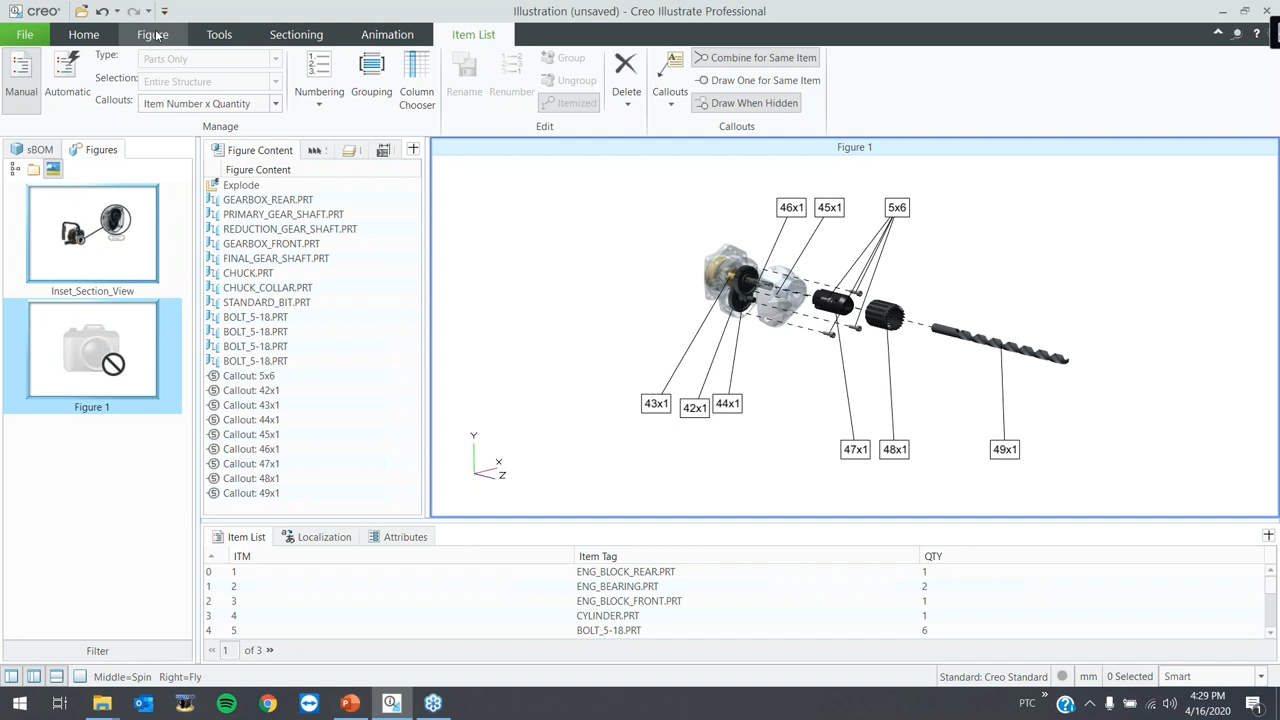 creo
Illustration (unsaved) - Creo Illustrate Professional
File Home Figure Tools Sectioning Animation Item List
Manual
Automatic
Type: Parts Only
Selection: Entire Structure
Callouts: Item Number x Quantity
Numbering
Grouping
Column
Chooser
Manage
Rename
Renumber
Group
Ungroup
Itemized
Delete
Edit
Callouts
Combine for Same Item
Draw One for Same Item
Draw When Hidden
Callouts
sBOM Figures
Inset_Section_View
Figure 1
Filter
Figure Content
Figure Content
Explode
GEARBOX_REAR.PRT
PRIMARY_GEAR_SHAFT.PRT
REDUCTION_GEAR_SHAFT.PRT
GEARBOX_FRONT.PRT
FINAL_GEAR_SHAFT.PRT
CHUCK.PRT
CHUCK_COLLAR.PRT
STANDARD_BIT.PRT
BOLT_5-18.PRT
BOLT_5-18.PRT
BOLT_5-18.PRT
BOLT_5-18.PRT
Callout: 5x6
Callout: 42x1
Callout: 43x1
Callout: 44x1
Callout: 45x1
Callout: 46x1
Callout: 47x1
Callout: 48x1
Callout: 49x1
Figure 1
46x1 45x1 5x6
43x1 42x1 44x1
47x1 48x1 49x1
Y
X
Z
Item List Localization Attributes
ITM Item Tag QTY
0 1 ENG_BLOCK_REAR.PRT 1
1 2 ENG_BEARING.PRT 2
2 3 ENG_BLOCK_FRONT.PRT 1
3 4 CYLINDER.PRT 1
4 5 BOLT_5-18.PRT 6
1 of 3
Middle=Spin Right=Fly
Standard: Creo Standard mm 0 Selected Smart
PTC
4:29 PM
4/16/2020